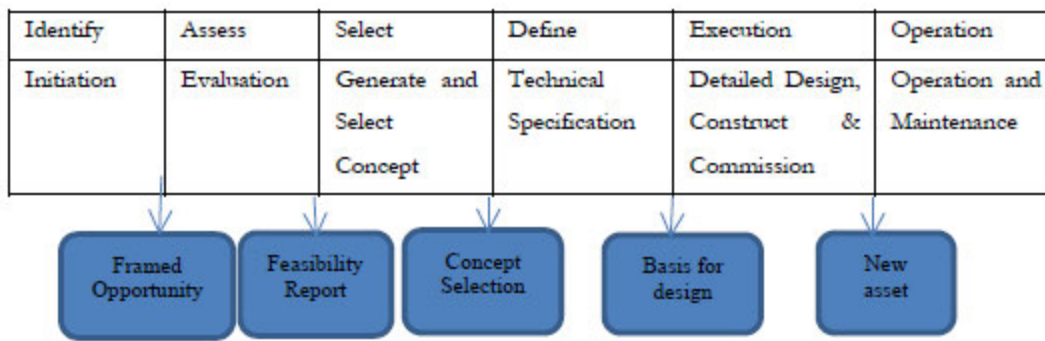 Identify Assess Select Define Execution Operation
Initiation Evaluation Generate and Technical Detailed Design, Operation and
Select Specification Construct & Maintenance
Concept Commission
Framed Feasibility Concept Basis for New
Opportunity Report Selection design asset